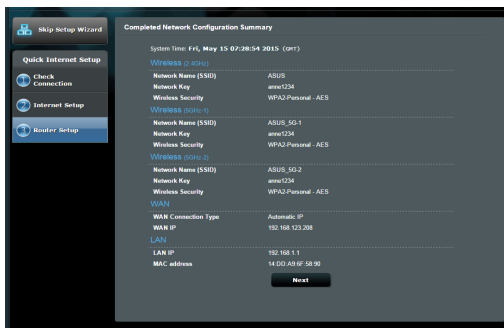 Skip Setup Wizard
Completed Network Configuration Summary
System Time: Fri, May 15 07:28:54 2015 (GMT)
Quick Internet Setup
1 Check Connection
2 Internet Setup
3 Router Setup
Wireless (2.4GHz)
Network Name (SSID) ASUS
Network Key anne1234
Wireless Security WPA2-Personal - AES
Wireless (5GHz-1)
Network Name (SSID) ASUS_5G-1
Network Key anne1234
Wireless Security WPA2-Personal - AES
Wireless (5GHz-2)
Network Name (SSID) ASUS_5G-2
Network Key anne1234
Wireless Security WPA2-Personal - AES
WAN
WAN Connection Type Automatic IP
WAN IP 192.168.123.208
LAN
LAN IP 192.168.1.1
MAC address 14:DD:A9:6F:58:90
Next